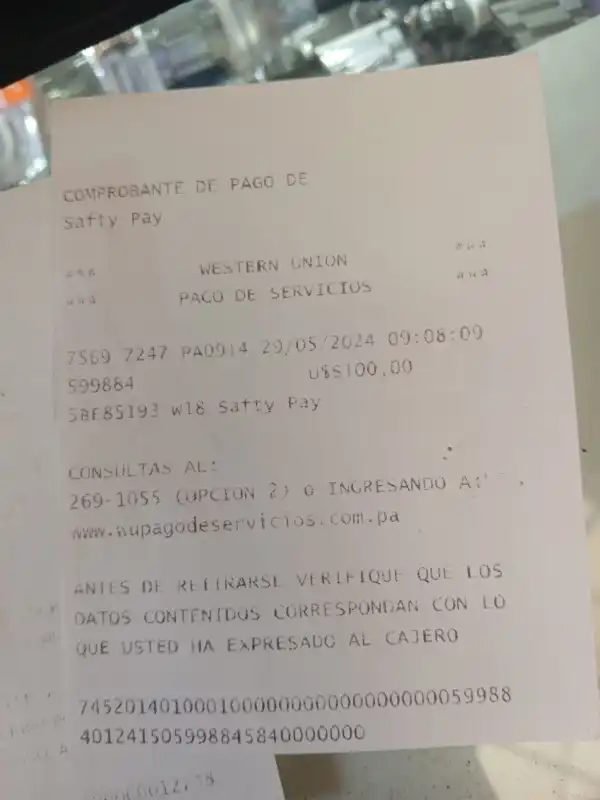 COMPROBANTE DE PAGO DE
Safty Pay
*** WESTERN UNION ***
*** PAGO DE SERVICIOS ***
7569 7247 PA0914 29/05/2024 09:08:09
599884 U$S100.00
58E85193 W18 Safty Pay
CONSULTAS AL:
269-1055 (OPCION 2) O INGRESANDO A:
www.wupagodeservicios.com.pa
ANTES DE RETIRARSE VERIFIQUE QUE LOS
DATOS CONTENIDOS CORRESPONDAN CON LO
QUE USTED HA EXPRESADO AL CAJERO